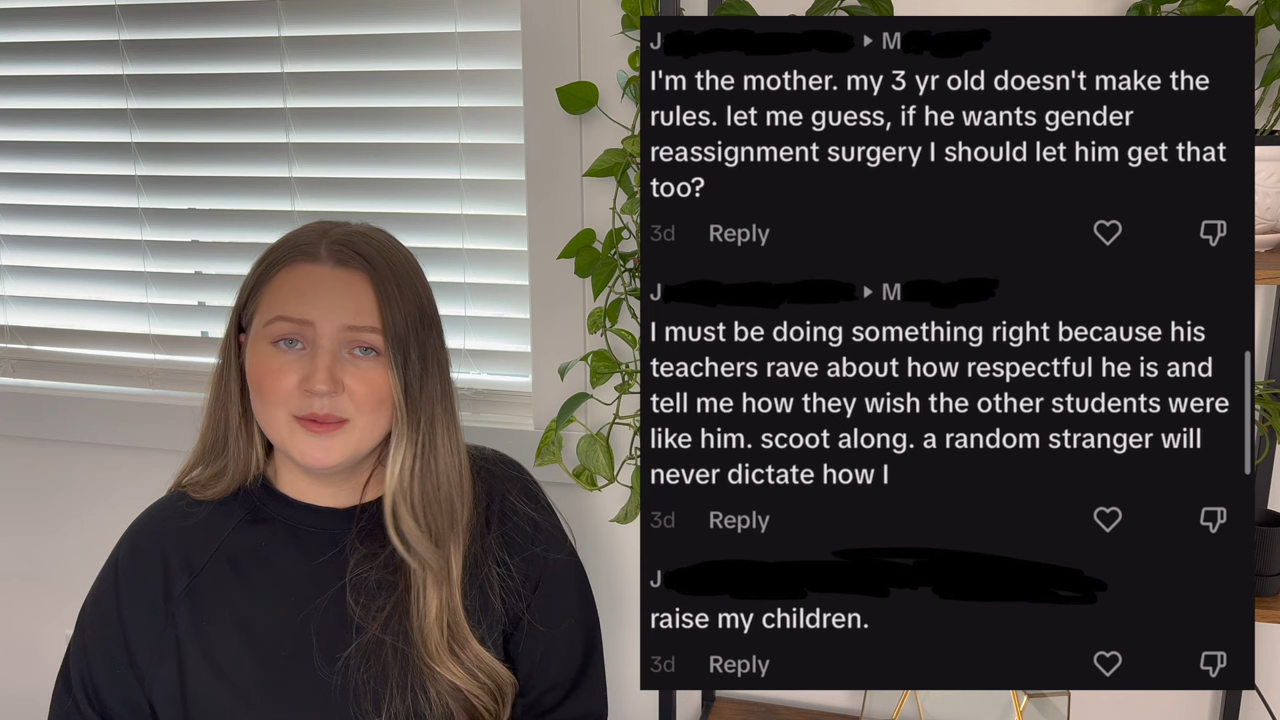 J M
I'm the mother. my 3 yr old doesn't make the
rules. let me guess, if he wants gender
reassignment surgery I should let him get that
too?
3d Reply
J M
I must be doing something right because his
teachers rave about how respectful he is and
tell me how they wish the other students were
like him. scoot along. a random stranger will
never dictate how I
3d Reply
J
raise my children.
3d Reply